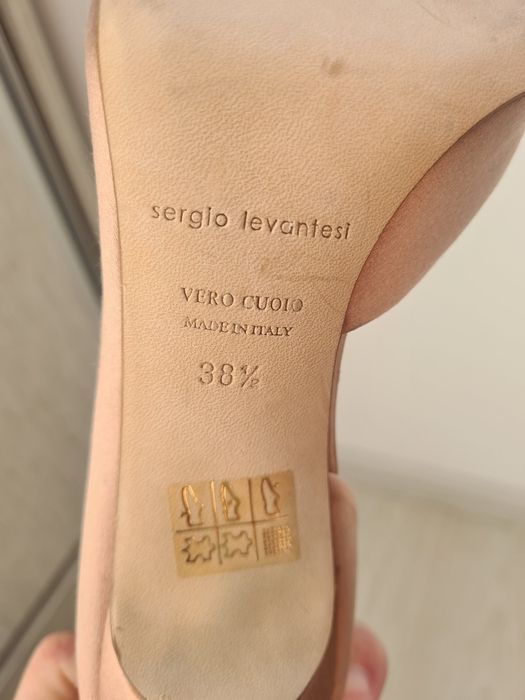 sergio levantesi
VERO CUOIO
MADE IN ITALY
38½